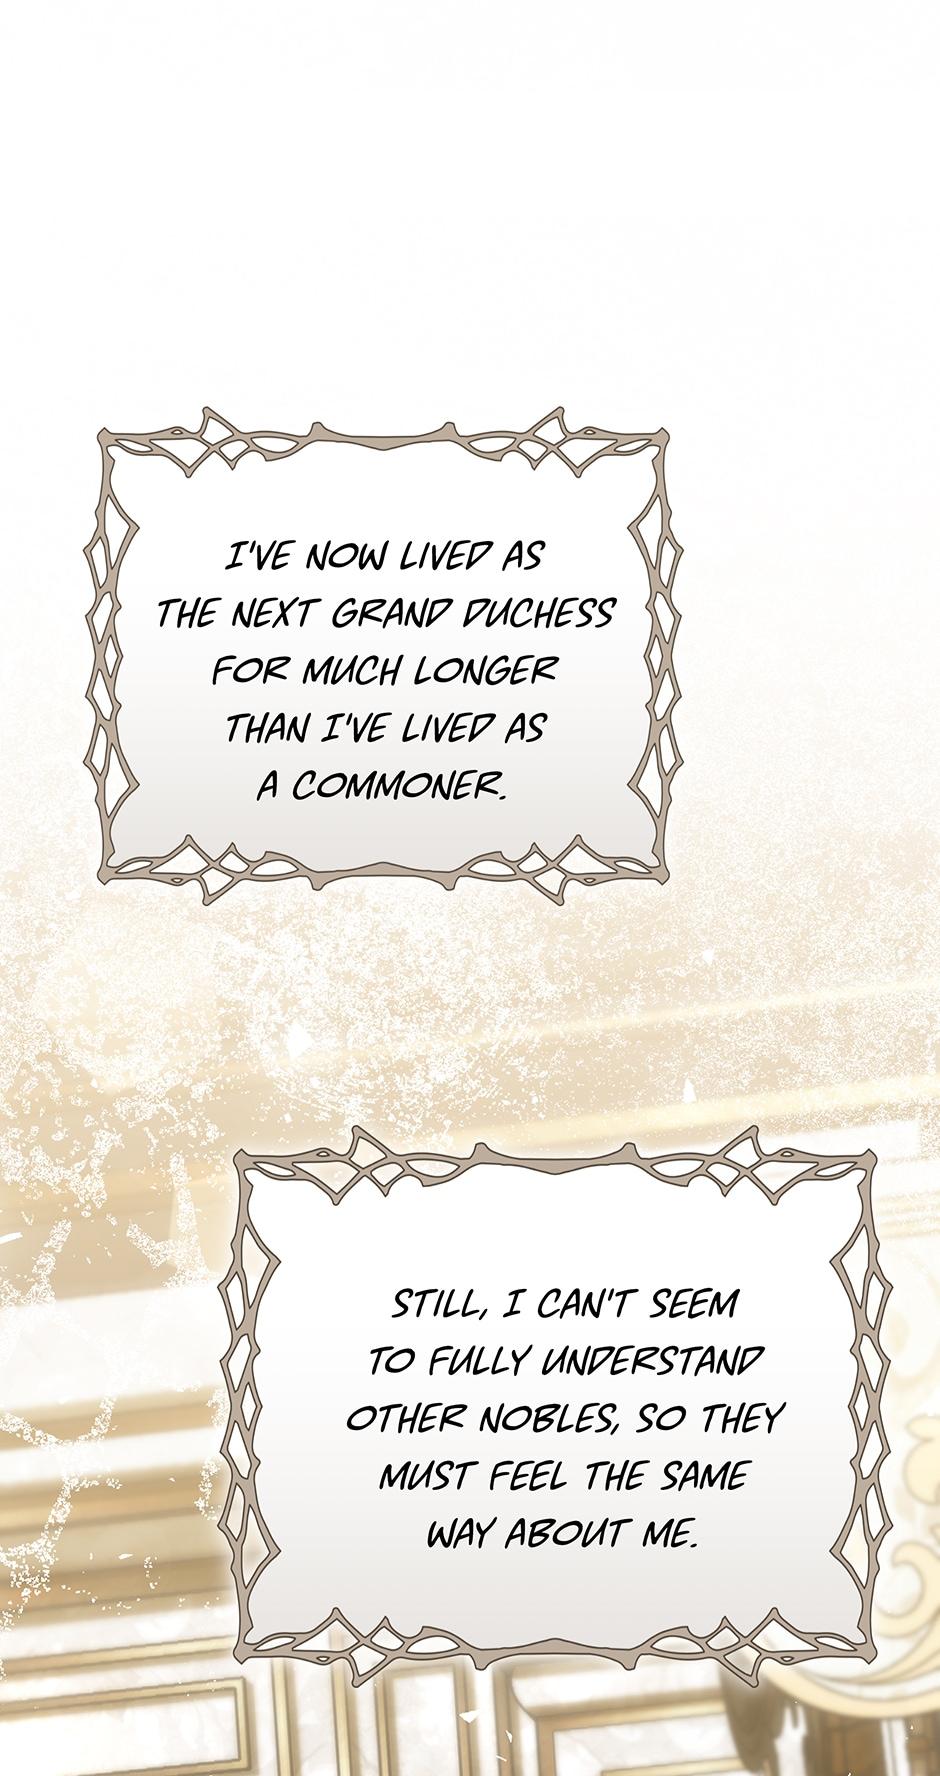 I'VE NOW LIVED AS
THE NEXT GRAND DUCHESS
FOR MUCH LONGER
THAN I'VE LIVED AS
A COMMONER.
STILL, I CAN'T SEEM
TO FULLY UNDERSTAND
OTHER NOBLES, SO THEY
MUST FEEL THE SAME
WAY ABOUT ME.